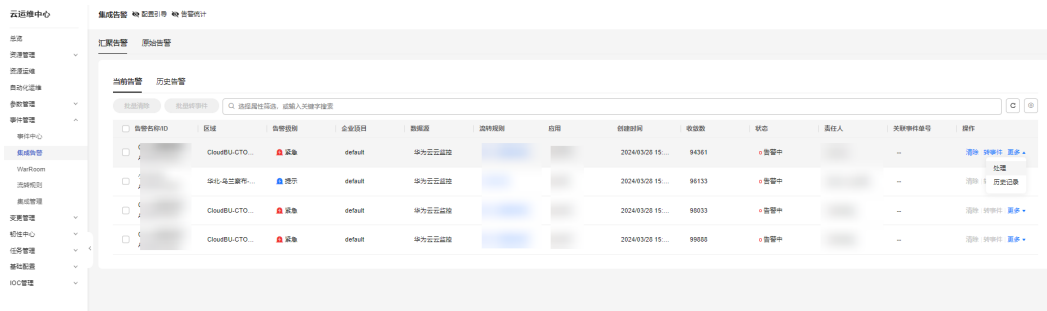 云运维中心
集成告警 配置引导 告警统计
总览
资源管理
资源运维
自动化运维
参数管理
事件管理
事件中心
集成告警
WarRoom
流转规则
集成管理
变更管理
韧性中心
任务管理
基础配置
IOC管理
汇聚告警 原始告警
当前告警 历史告警
批量清除 批量转事件 选择属性筛选，或输入关键字搜索
告警名称/ID 区域 告警级别 企业项目 数据源 流转规则 应用 创建时间 收敛数 状态 责任人 关联事件单号 操作
CloudBU-CTO... 紧急 default 华为云云监控 2024/03/28 15:... 94361 告警中 -- 清除 转事件 更多
处理
华北-乌兰察布-... 提示 default 华为云云监控 2024/03/28 15:... 96133 告警中 -- 清除
历史记录
CloudBU-CTO... 紧急 default 华为云云监控 2024/03/28 15:... 98033 告警中 -- 清除 转事件 更多
CloudBU-CTO... 紧急 default 华为云云监控 2024/03/28 15:... 99888 告警中 -- 清除 转事件 更多